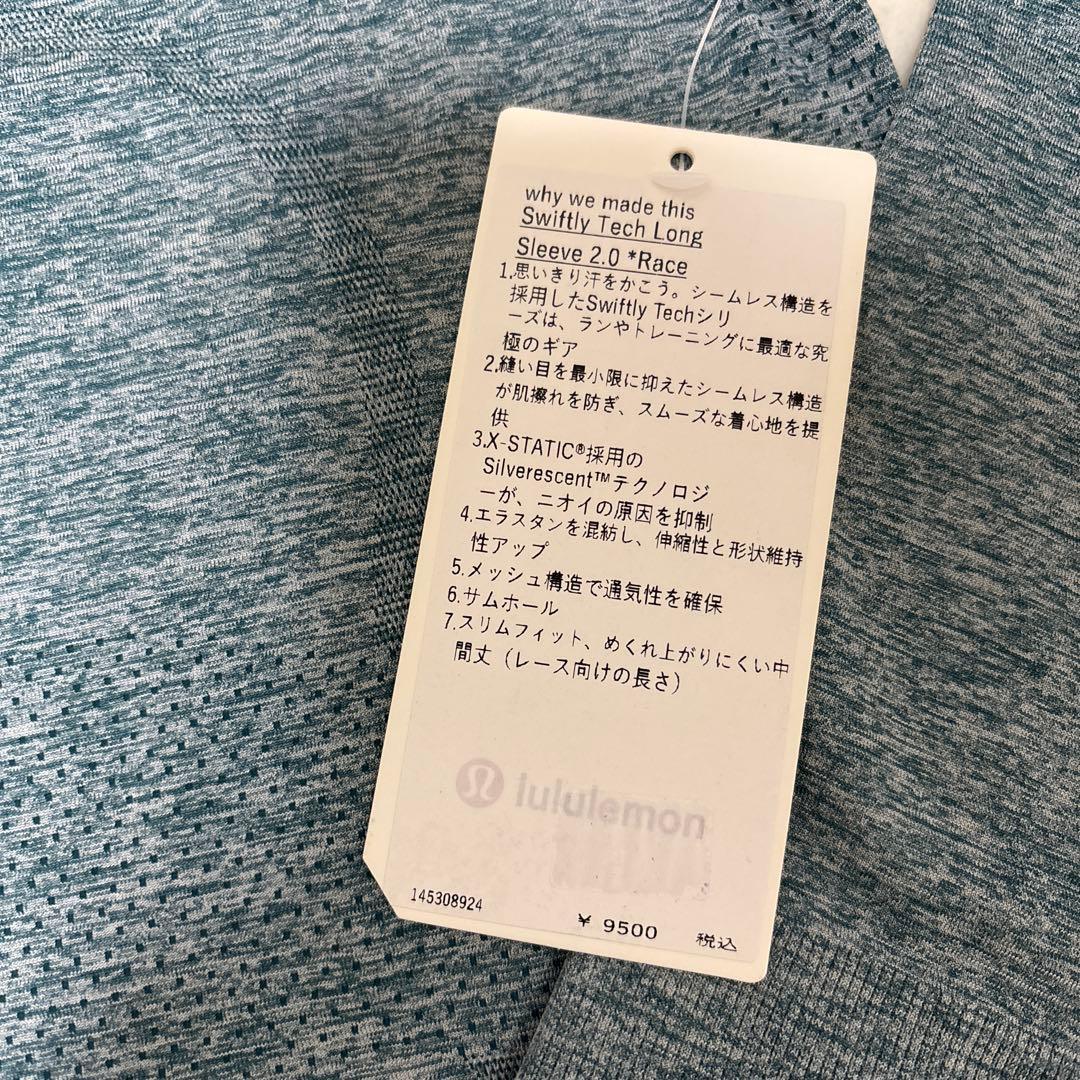 why we made this
Swiftly Tech Long
Sleeve 2.0 *Race
1.思いきり汗をかこう。シームレス構造を
採用したSwiftly Techシリ
ーズは、ランやトレーニングに最適な究
極のギア
2.縫い目を最小限に抑えたシームレス構造
が肌擦れを防ぎ、スムーズな着心地を提
供
3.X-STATIC®採用の
Silverescent™テクノロジ
ーが、ニオイの原因を抑制
4.エラスタンを混紡し、伸縮性と形状維持
性アップ
5.メッシュ構造で通気性を確保
6.サムホール
7.スリムフィット、めくれ上がりにくい中
間丈（レース向けの長さ）
lululemon
145308924
¥ 9500 税込